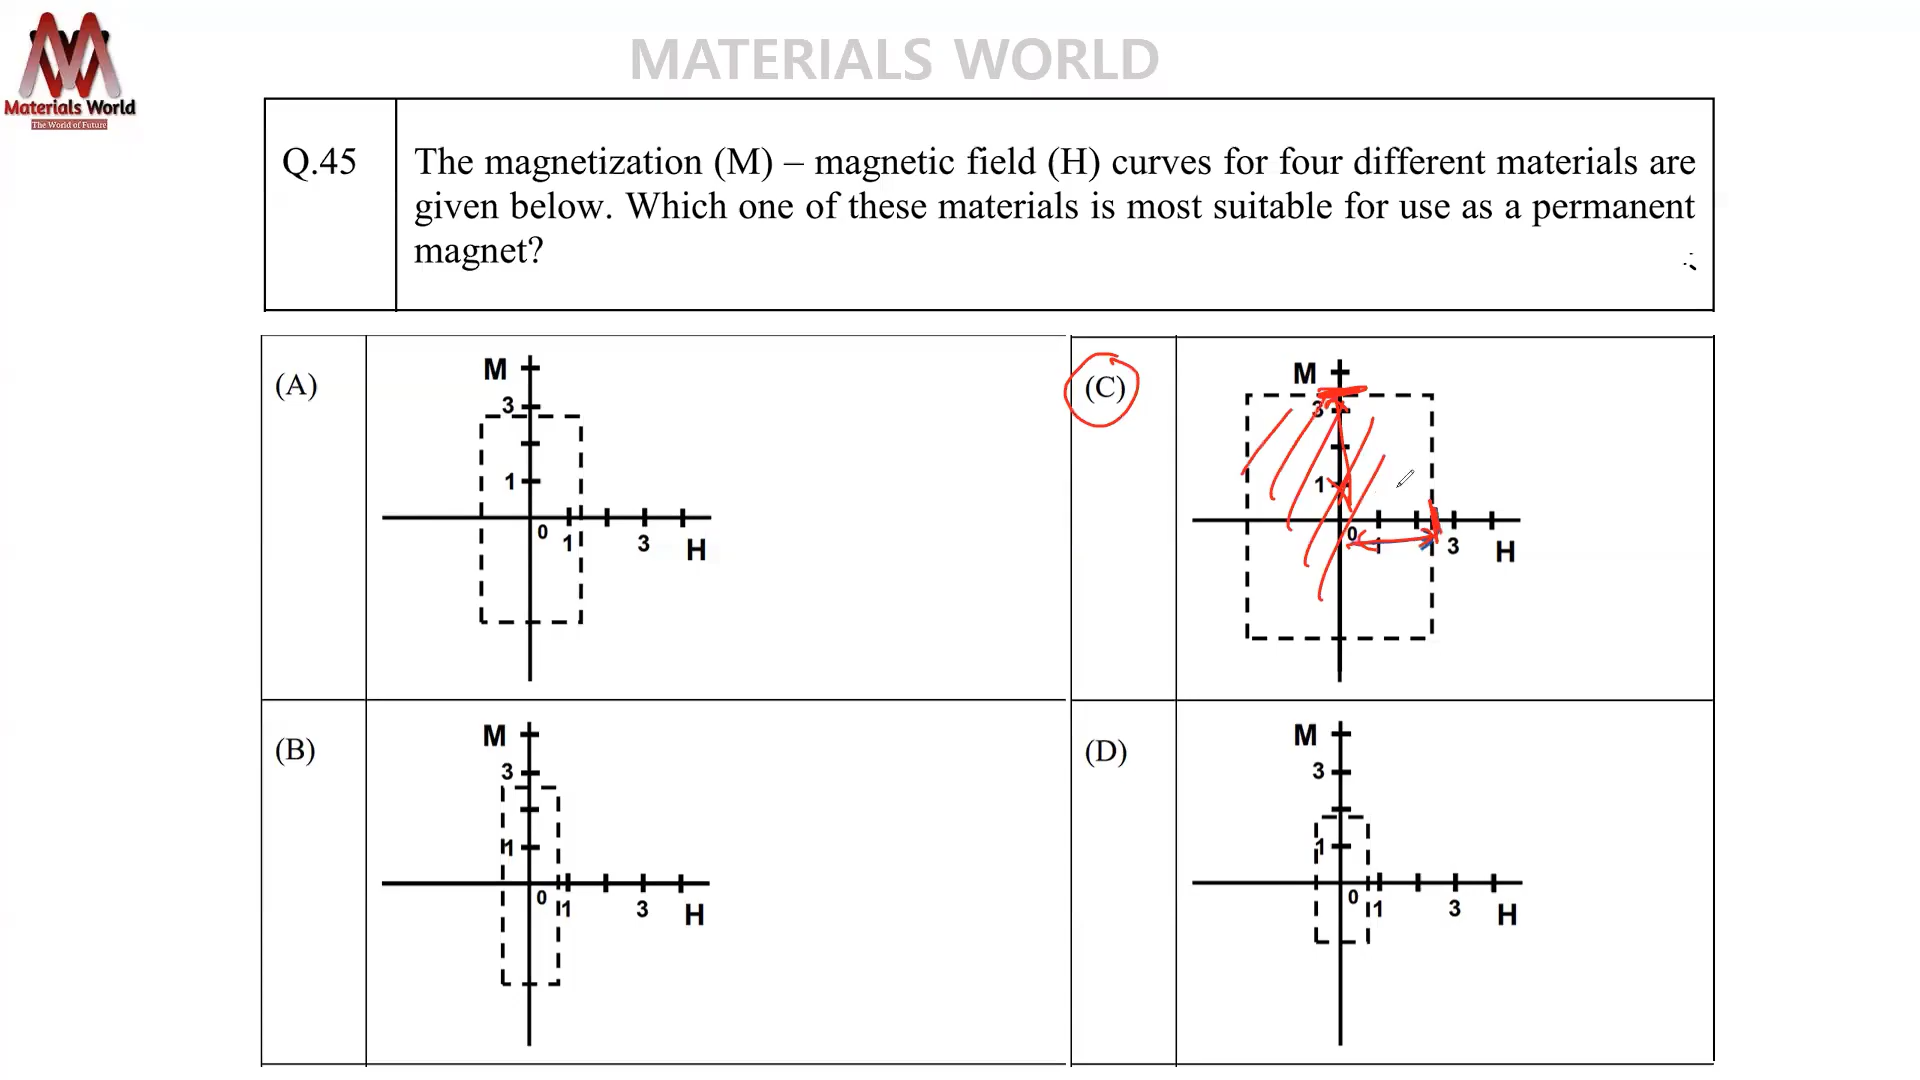 MATERIALS WORLD
Materials World
The World of Future
Q.45
The magnetization (M) – magnetic field (H) curves for four different materials are
given below. Which one of these materials is most suitable for use as a permanent
magnet?
(A)
M
3
1
0
1
3
H
(C)
M
3
1
0
1
3
H
(B)
M
3
1
0
1
3
H
(D)
M
3
1
0
1
3
H